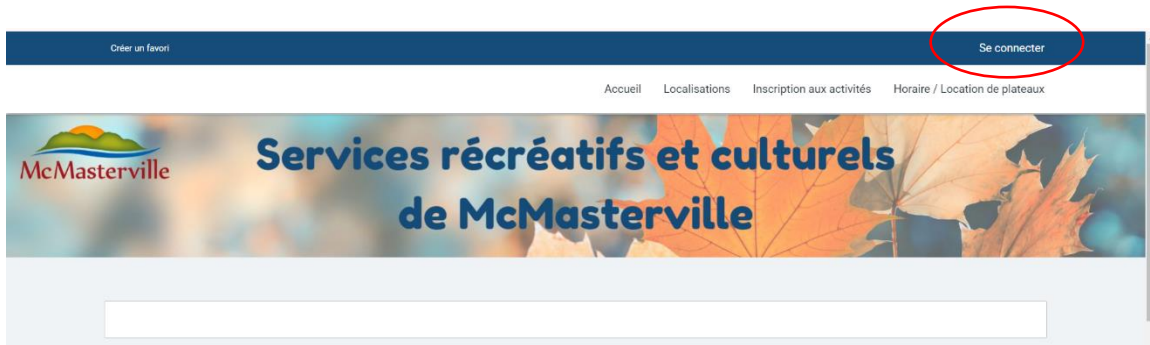 Créer un favori
Se connecter
Accueil Localisations Inscription aux activités Horaire / Location de plateaux
McMasterville
Services récréatifs et culturels
de McMasterville